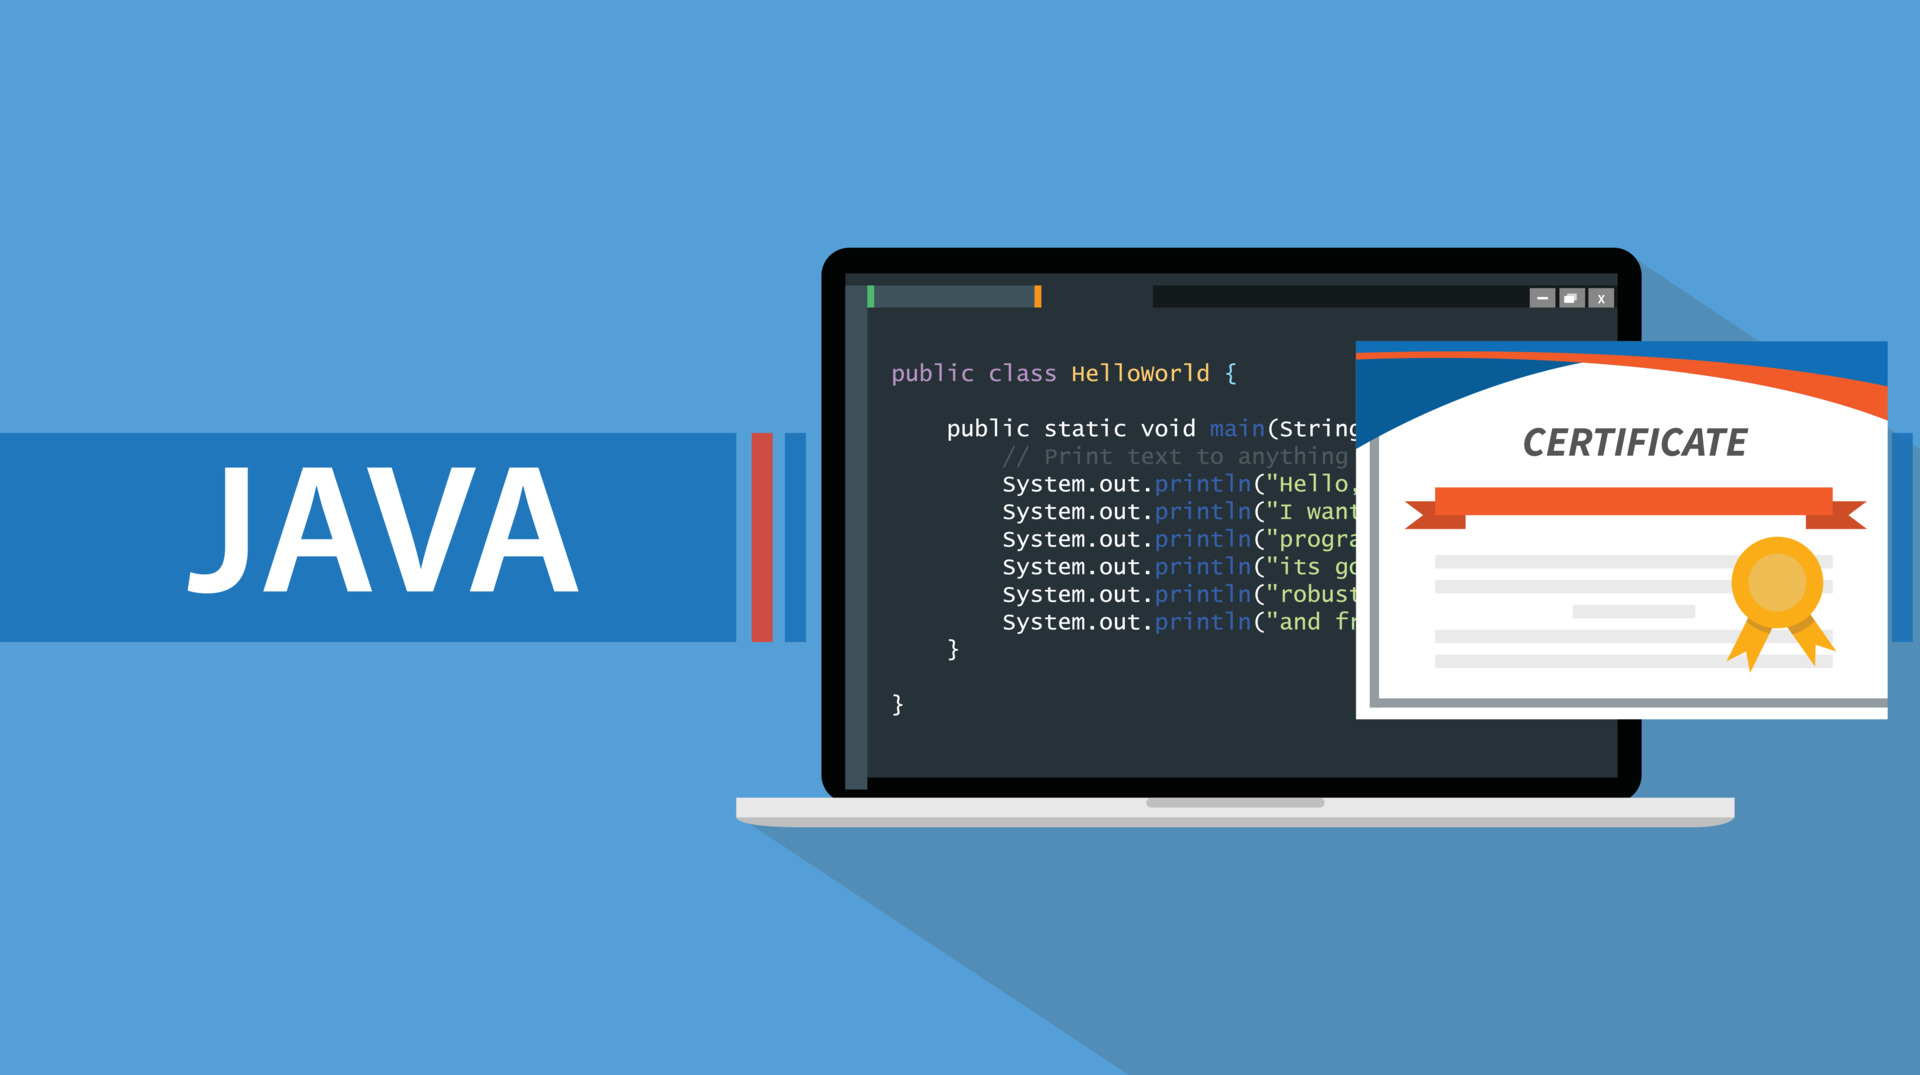 JAVA
public class HelloWorld {
public static void main(String
// Print text to anything
System.out.println("Hello,
System.out.println("I want
System.out.println("progra
System.out.println("its go
System.out.println("robust
System.out.println("and fr
}
}
x
CERTIFICATE